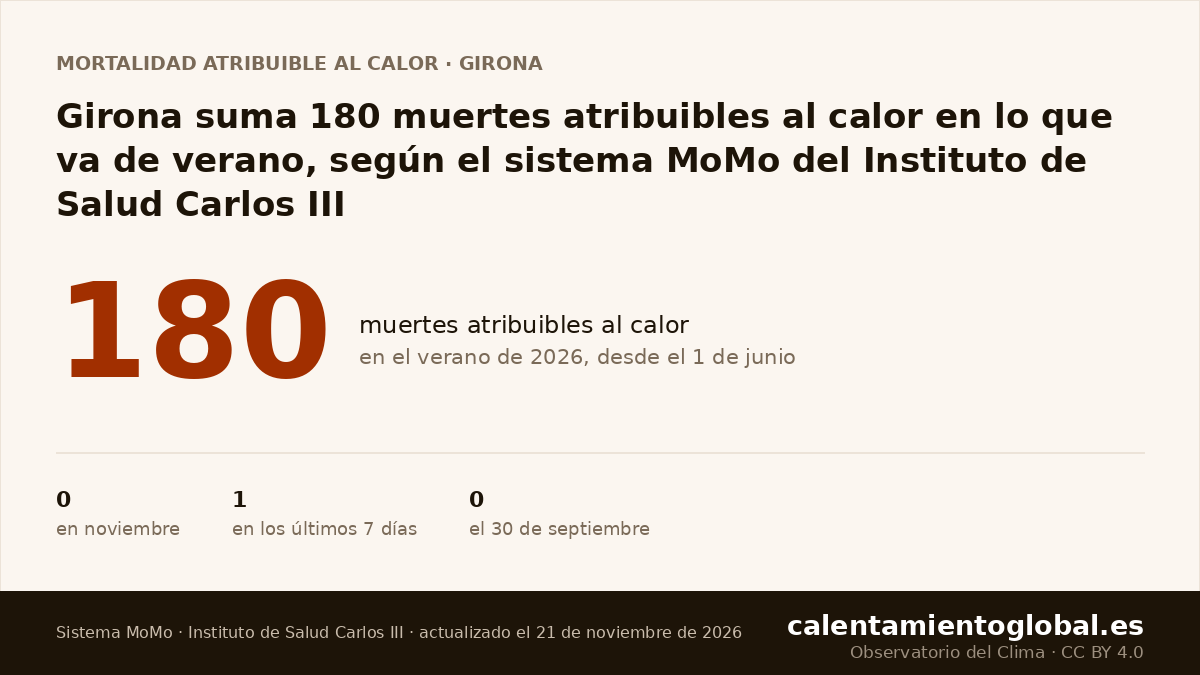 MORTALIDAD ATRIBUIBLE AL CALOR · GIRONA
Girona suma 180 muertes atribuibles al calor en lo que
va de verano, según el sistema MoMo del Instituto de
Salud Carlos III
180
muertes atribuibles al calor
en el verano de 2026, desde el 1 de junio
0
en noviembre
1
en los últimos 7 días
0
el 30 de septiembre
Sistema MoMo · Instituto de Salud Carlos III · actualizado el 21 de noviembre de 2026
calentamientoglobal.es
Observatorio del Clima · CC BY 4.0